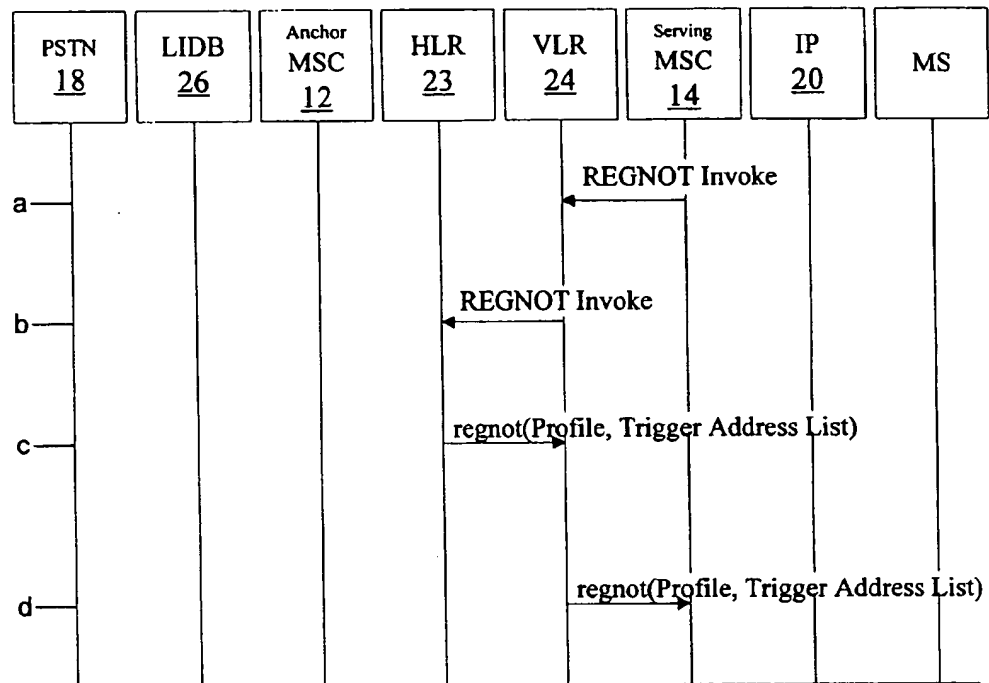 PSTN
18
LIDB
26
Anchor
MSC
12
HLR
23
VLR
24
Serving
MSC
14
IP
20
MS
a
REGNOT Invoke
b
REGNOT Invoke
c
regnot(Profile, Trigger Address List)
d
regnot(Profile, Trigger Address List)